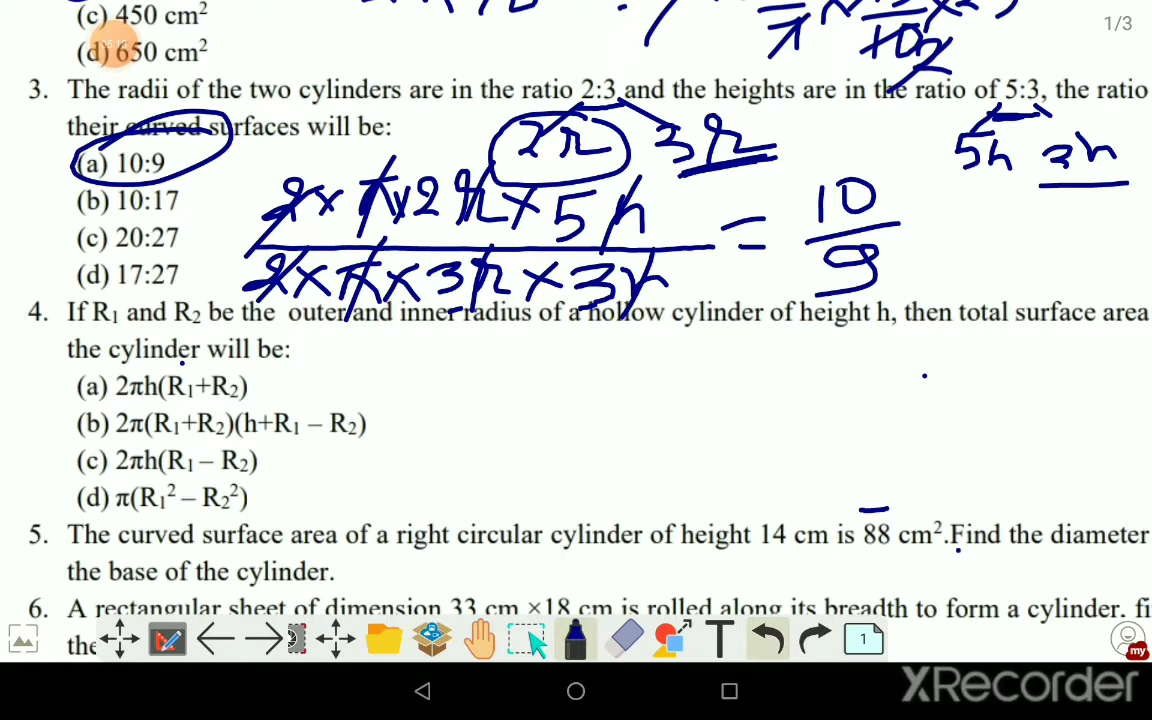 (c) 450 cm²
(d) 650 cm²
1/3
3. The radii of the two cylinders are in the ratio 2:3 and the heights are in the ratio of 5:3, the ratio
their curved surfaces will be:
2r 3r 5h 3h
(a) 10:9
(b) 10:17
(c) 20:27
(d) 17:27
2 × π × 2r × 5h
2 × π × 3r × 3h
= 10/9
4. If R₁ and R₂ be the outer and inner radius of a hollow cylinder of height h, then total surface area
the cylinder will be:
(a) 2πh(R₁+R₂)
(b) 2π(R₁+R₂)(h+R₁ – R₂)
(c) 2πh(R₁ – R₂)
(d) π(R₁² – R₂²)
5. The curved surface area of a right circular cylinder of height 14 cm is 88 cm².Find the diameter
the base of the cylinder.
6. A rectangular sheet of dimension 33 cm ×18 cm is rolled along its breadth to form a cylinder. fi
the
T
1
my
XRecorder